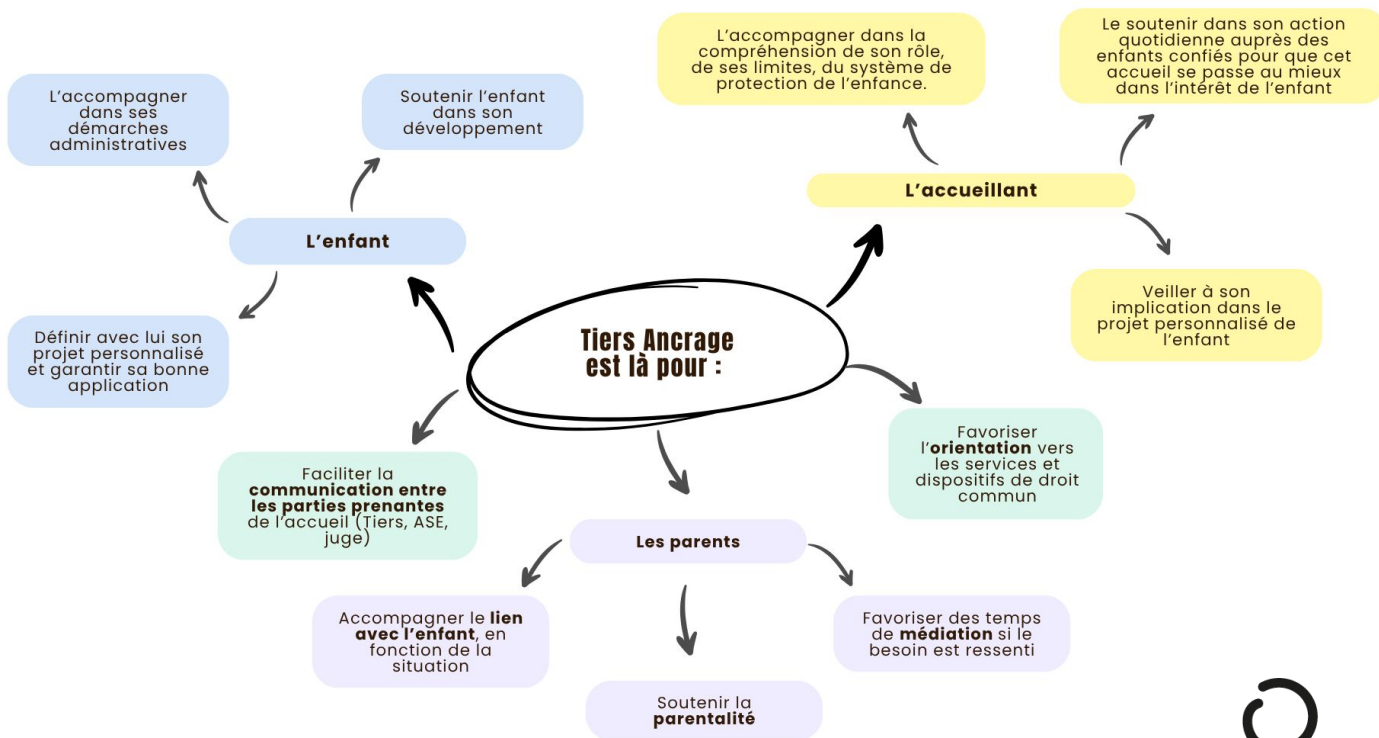 L'accompagner dans la
compréhension de son rôle,
de ses limites, du système de
protection de l'enfance.
Le soutenir dans son action
quotidienne auprès des
enfants confiés pour que cet
accueil se passe au mieux
dans l'intérêt de l'enfant
L'accompagner
dans ses
démarches
administratives
Soutenir l'enfant
dans son
développement
L'accueillant
L'enfant
Veiller à son
implication dans le
projet personnalisé de
l'enfant
Définir avec lui son
projet personnalisé
et garantir sa bonne
application
Tiers Ancrage
est là pour :
Favoriser
l'orientation vers
les services et
dispositifs de droit
commun
Faciliter la
communication entre
les parties prenantes
de l'accueil (Tiers, ASE,
juge)
Les parents
Accompagner le lien
avec l'enfant, en
fonction de la
situation
Favoriser des temps
de médiation si le
besoin est ressenti
Soutenir la
parentalité